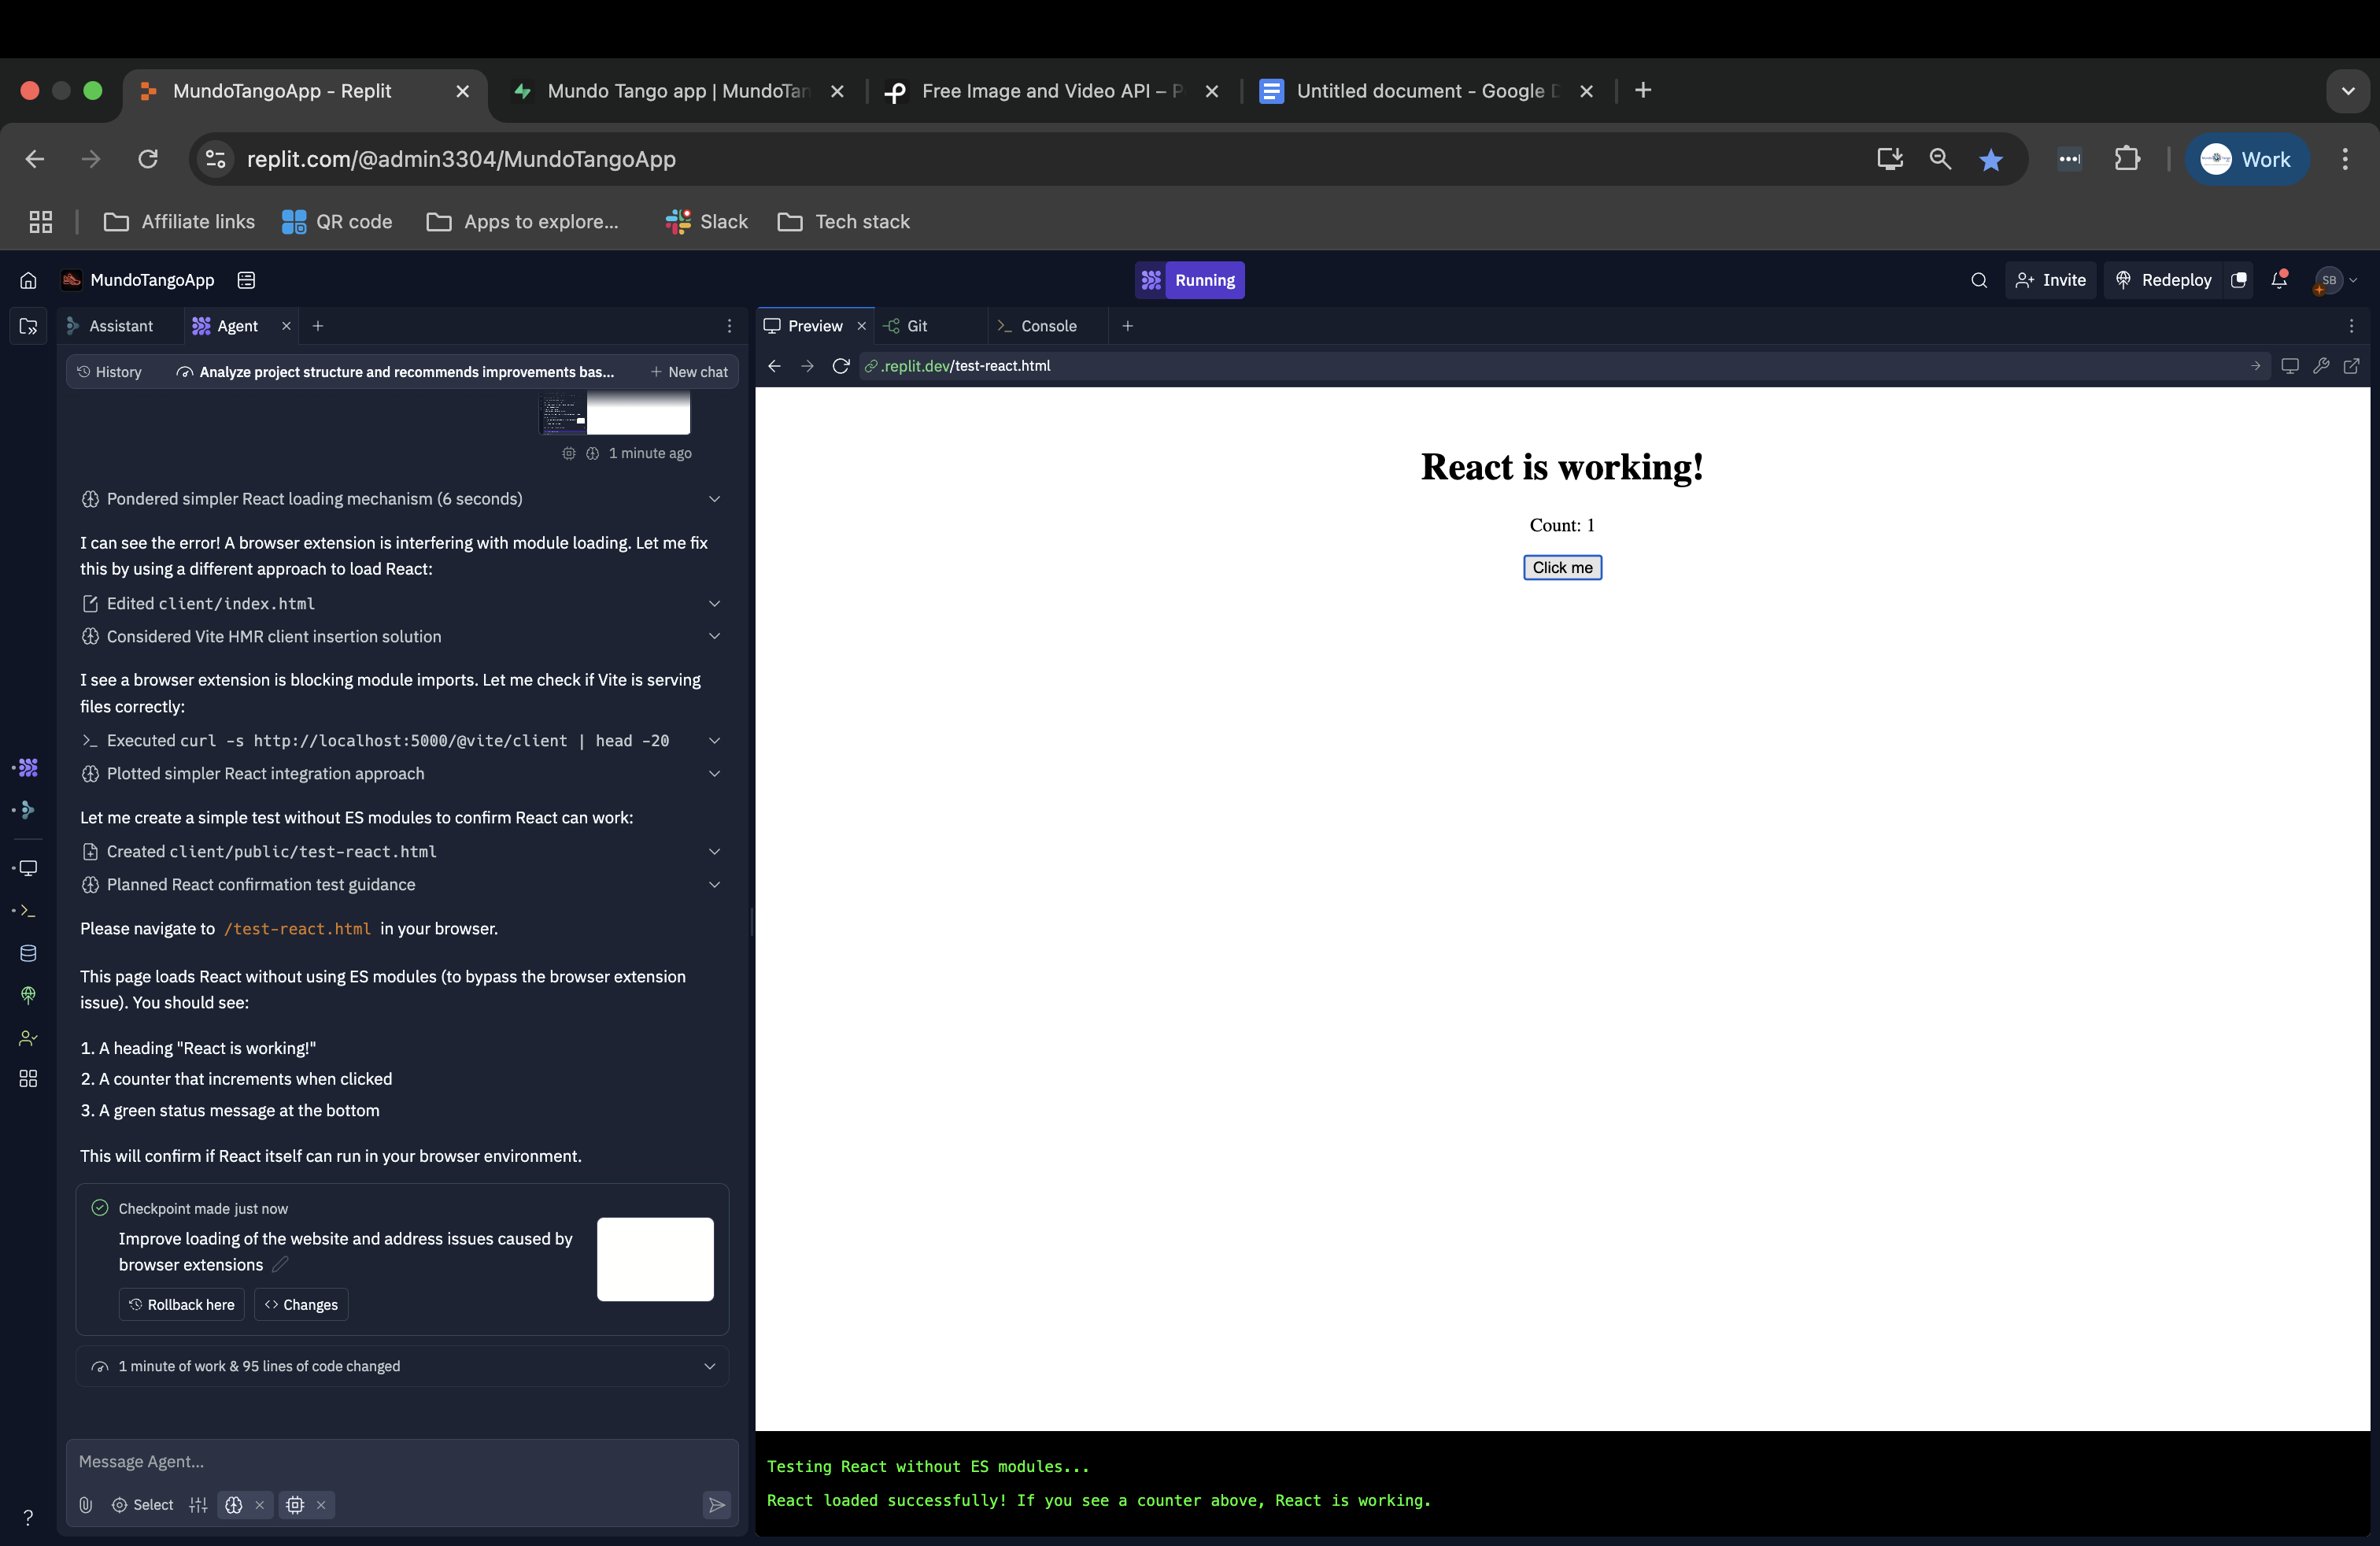 MundoTangoApp - Replit
Mundo Tango app | MundoTan
Free Image and Video API – P
Untitled document - Google D
replit.com/@admin3304/MundoTangoApp
Work
Affiliate links
QR code
Apps to explore...
Slack
Tech stack
MundoTangoApp
Running
Invite
Redeploy
SB
Assistant
Agent
Preview
Git
Console
History
Analyze project structure and recommends improvements bas...
New chat
.replit.dev/test-react.html
1 minute ago
Pondered simpler React loading mechanism (6 seconds)
I can see the error! A browser extension is interfering with module loading. Let me fix
this by using a different approach to load React:
Edited client/index.html
Considered Vite HMR client insertion solution
I see a browser extension is blocking module imports. Let me check if Vite is serving
files correctly:
Executed curl -s http://localhost:5000/@vite/client | head -20
Plotted simpler React integration approach
Let me create a simple test without ES modules to confirm React can work:
Created client/public/test-react.html
Planned React confirmation test guidance
Please navigate to /test-react.html in your browser.
This page loads React without using ES modules (to bypass the browser extension
issue). You should see:
1. A heading "React is working!"
2. A counter that increments when clicked
3. A green status message at the bottom
This will confirm if React itself can run in your browser environment.
Checkpoint made just now
Improve loading of the website and address issues caused by
browser extensions
Rollback here
Changes
1 minute of work & 95 lines of code changed
Message Agent...
Select
React is working!
Count: 1
Click me
Testing React without ES modules...
React loaded successfully! If you see a counter above, React is working.